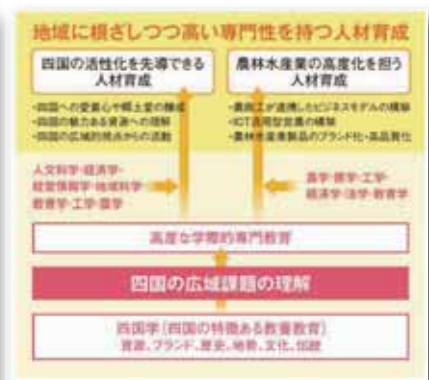 地域に根ざしつつ高い専門性を持つ人材育成
四国の活性化を先導できる
人材育成
農林水産業の高度化を担う
人材育成
・四国への愛着心や郷土愛の醸成
・四国の魅力ある資源への理解
・四国の広域的視点からの活動
・農商工が連携したビジネスモデルの構築
・ICT活用型営農の構築
・農林水産業製品のブランド化・高品質化
人文科学・経済学・
経営情報学・地域科学・
教育学・工学・農学
農学・理学・工学・
経済学・法学・教育学
高度な学際的専門教育
四国の広域課題の理解
四国学（四国の特徴ある教養教育）
資源、ブランド、歴史、地勢、文化、伝統